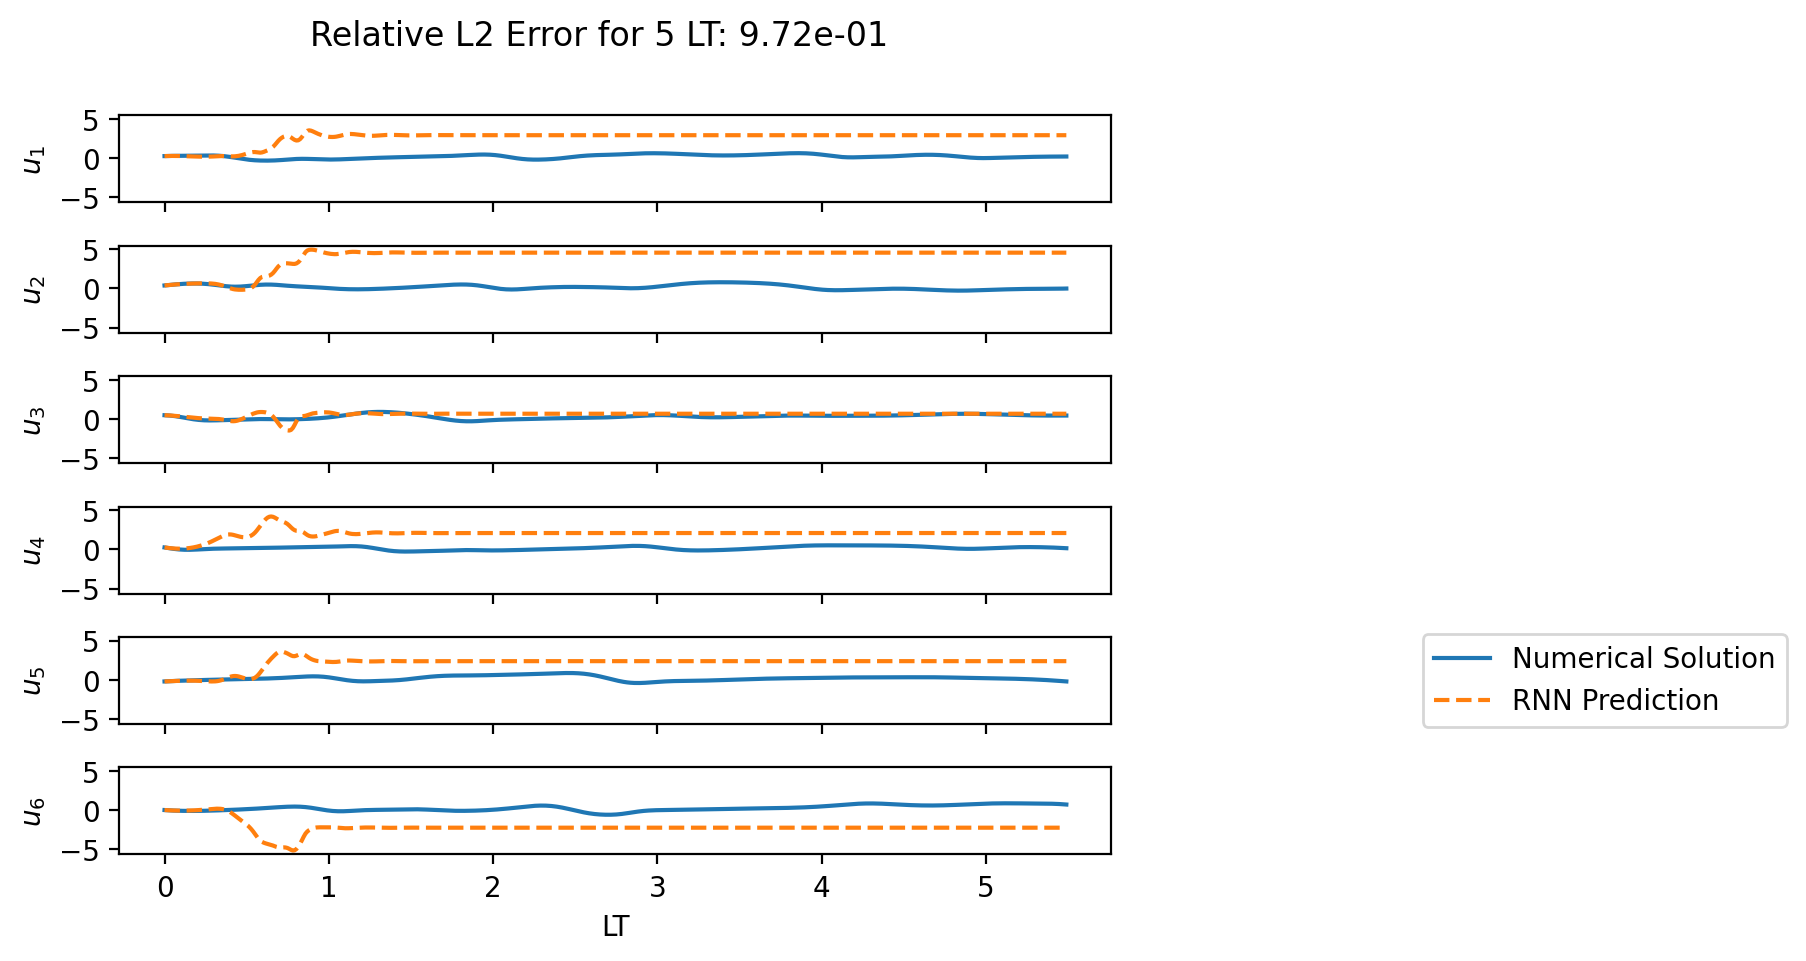 Relative L2 Error for 5 LT: 9.72e-01
5
0
−5
u1
5
0
−5
u2
5
0
−5
u3
5
0
−5
u4
5
0
−5
u5
5
0
−5
u6
0 1 2 3 4 5
LT
Numerical Solution
RNN Prediction